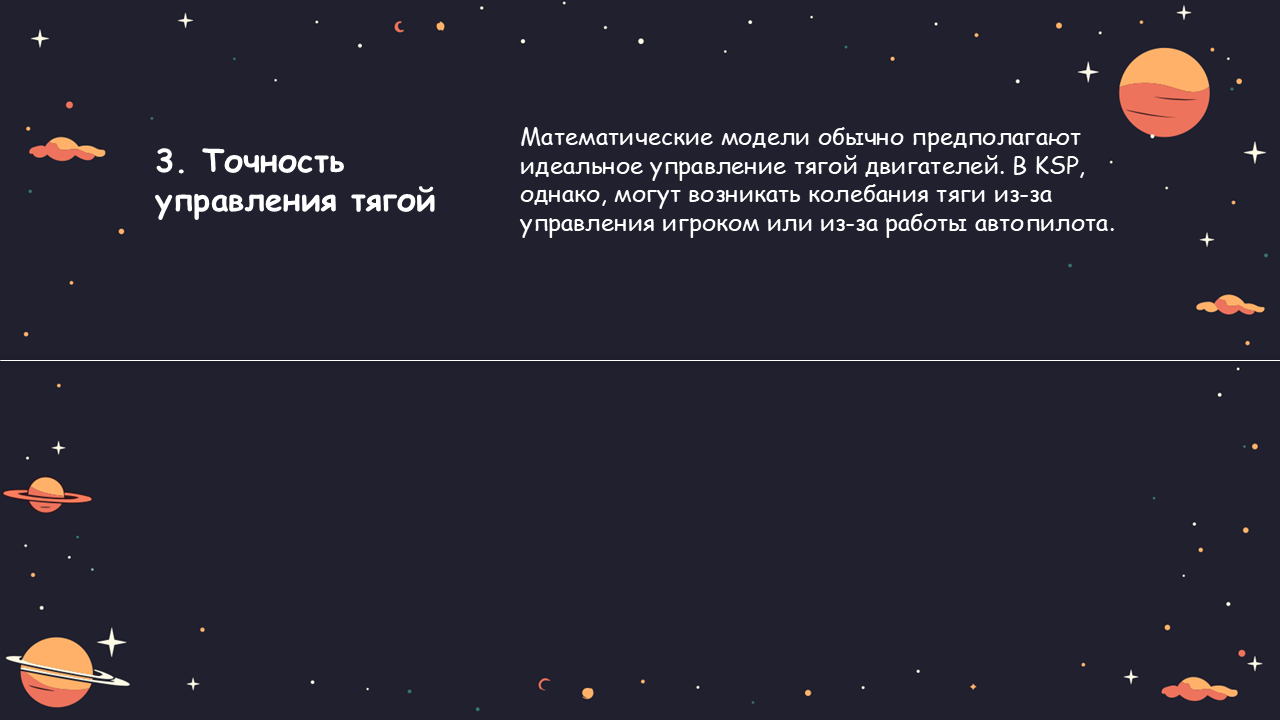 3. Точность
управления тягой
Математические модели обычно предполагают
идеальное управление тягой двигателей. В KSP,
однако, могут возникать колебания тяги из-за
управления игроком или из-за работы автопилота.